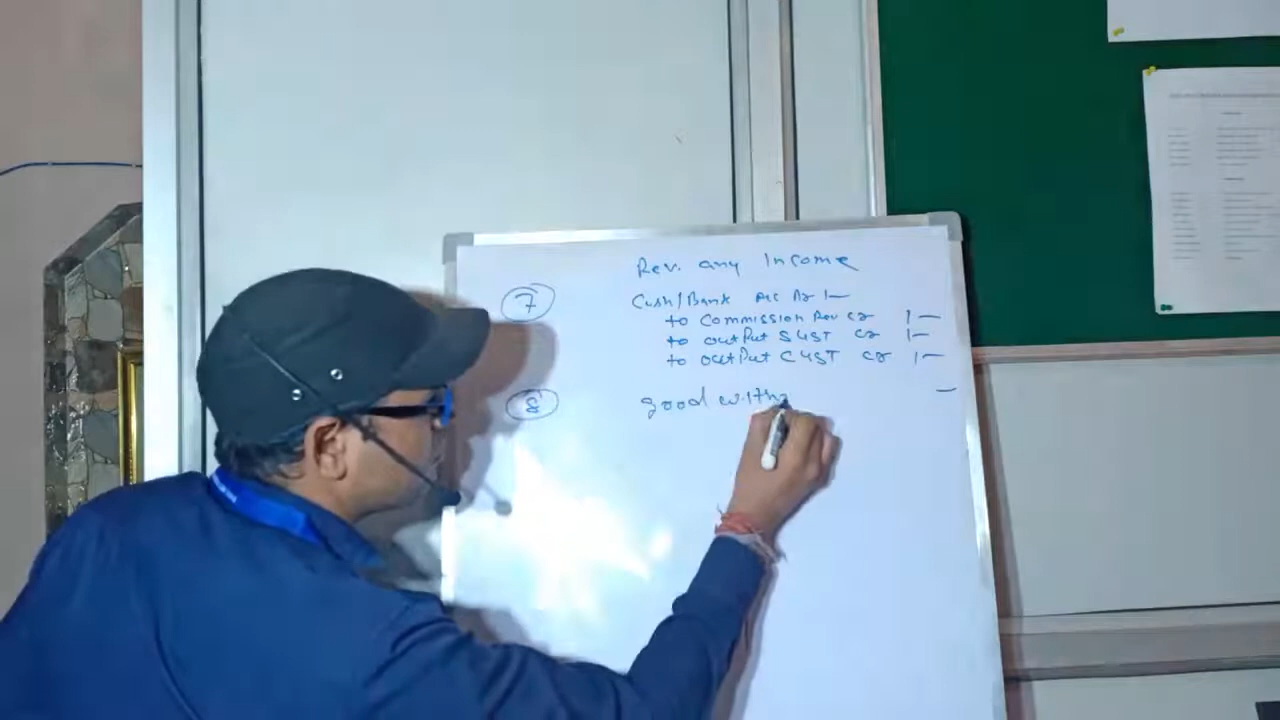 Rev. any Income
7
Cash/Bank A/c Dr 1—
to Commission Rev Cr 1—
to output SGST Cr 1—
to output CGST Cr 1—
8
good withd